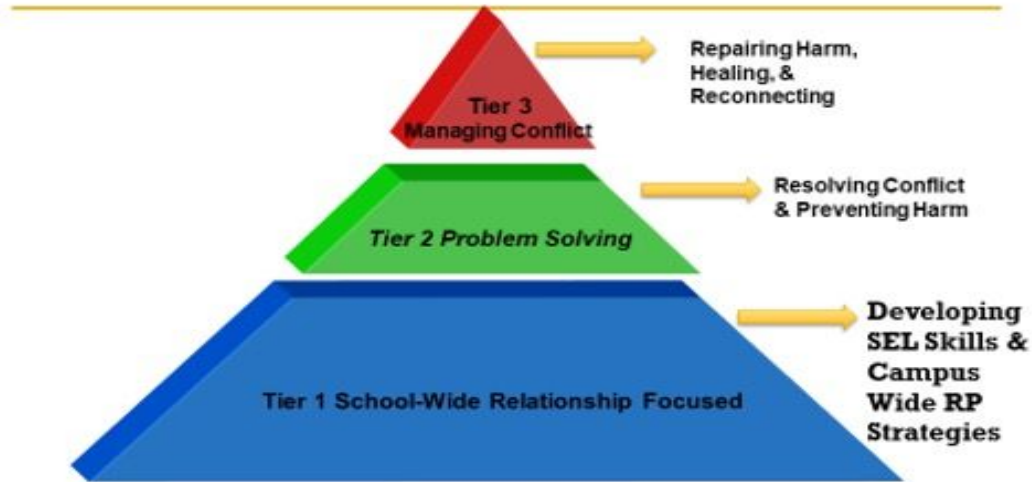 Repairing Harm,
Healing, &
Reconnecting
Tier 3
Managing Conflict
Resolving Conflict
& Preventing Harm
Tier 2 Problem Solving
Developing
SEL Skills &
Campus
Wide RP
Strategies
Tier 1 School-Wide Relationship Focused